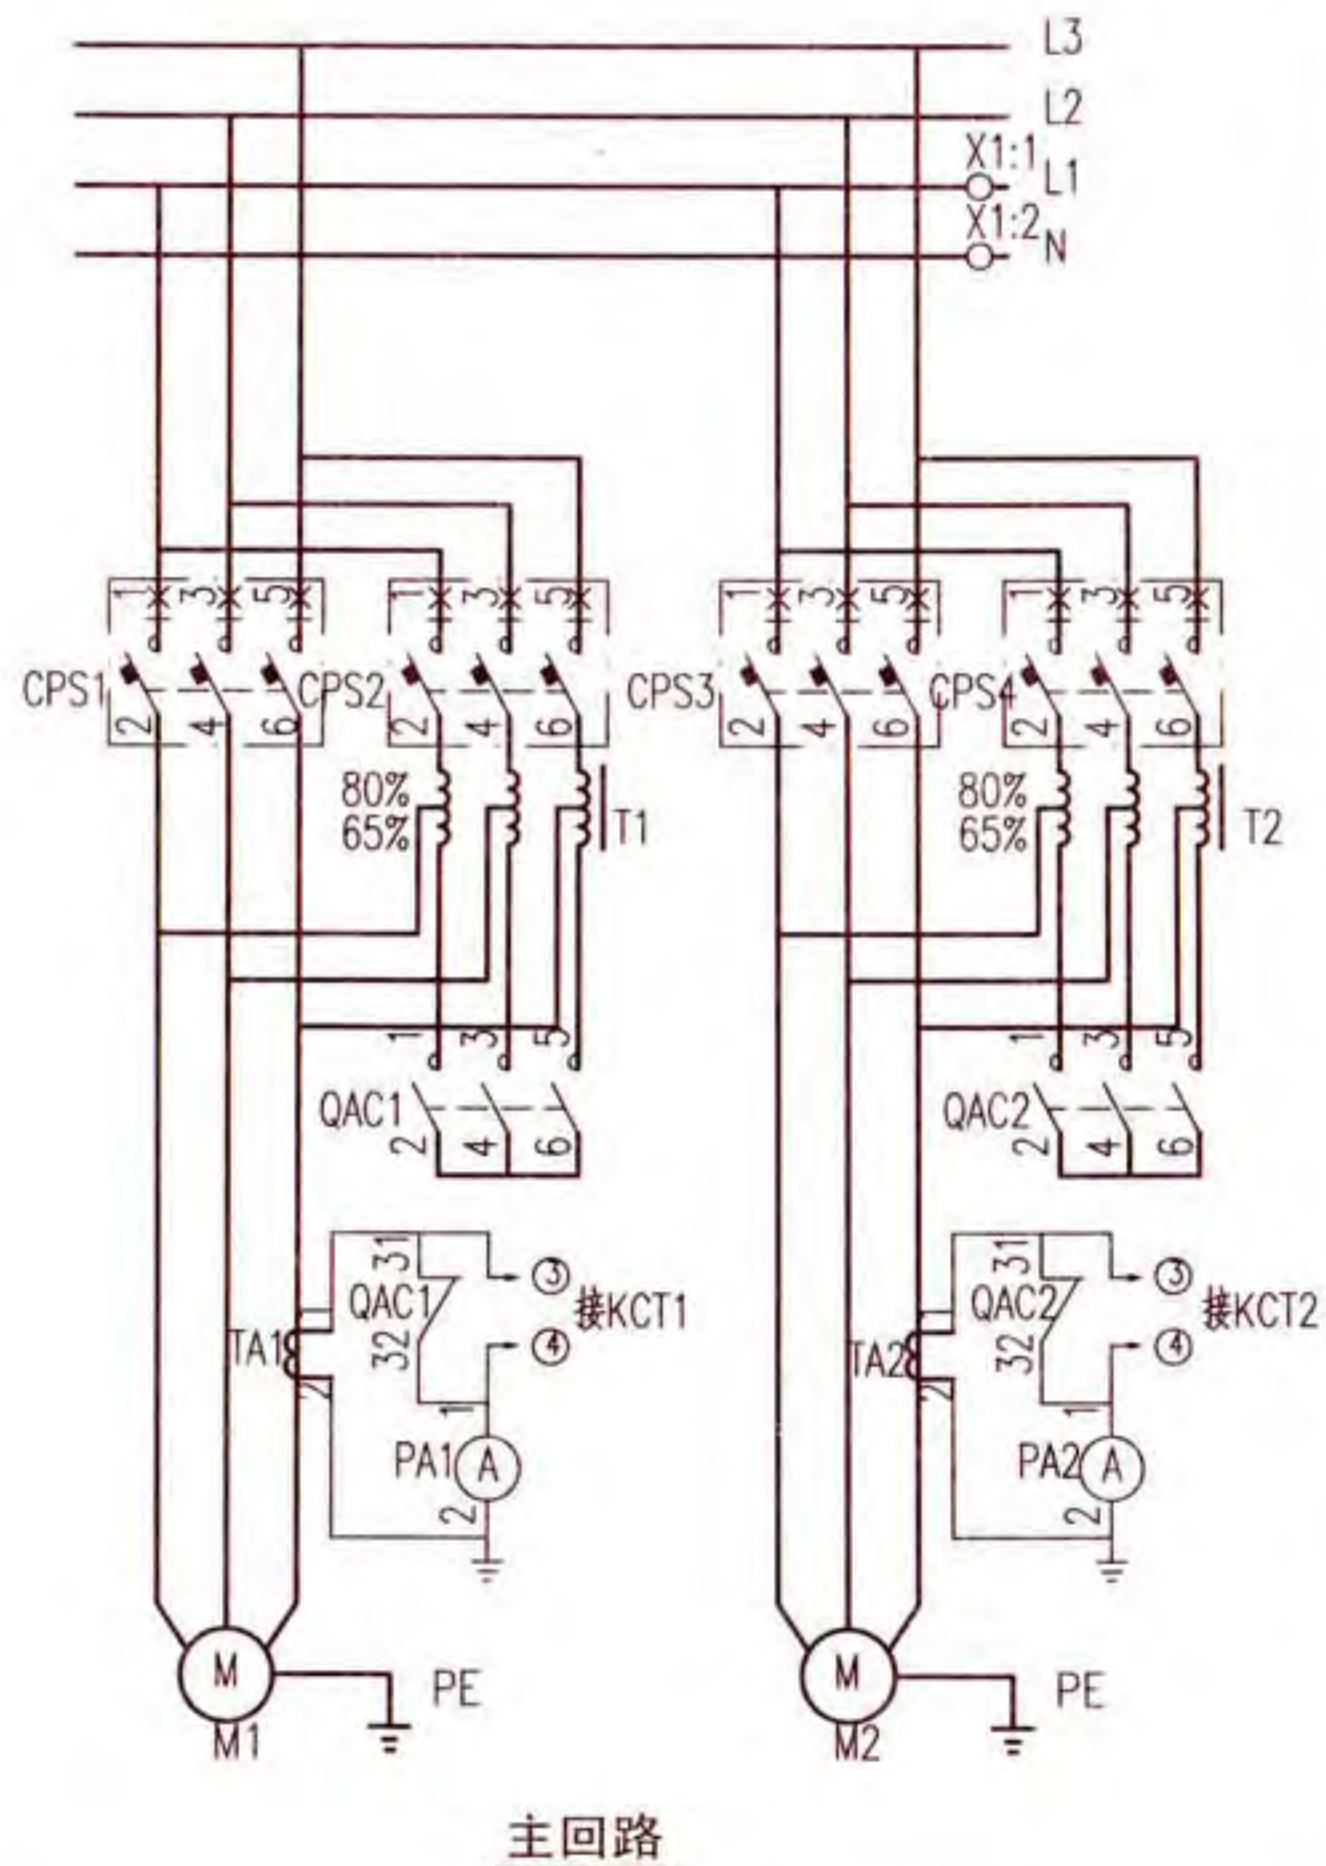 L3
L2
X1:1 L1
X1:2 N
1 3 5 1 3 5 1 3 5 1 3 5
CPS1 CPS2 CPS3 CPS4
2 4 6 2 4 6 2 4 6 2 4 6
80% 80%
65% T1 65% T2
1 3 5 1 3 5
QAC1 QAC2
2 4 6 2 4 6
31 ③ 31 ③
QAC1 接KCT1 QAC2 接KCT2
TA1 32 ④ TA2 32 ④
2 1 2 1
PA1 A PA2 A
2 2
M PE M PE
M1 M2
主回路